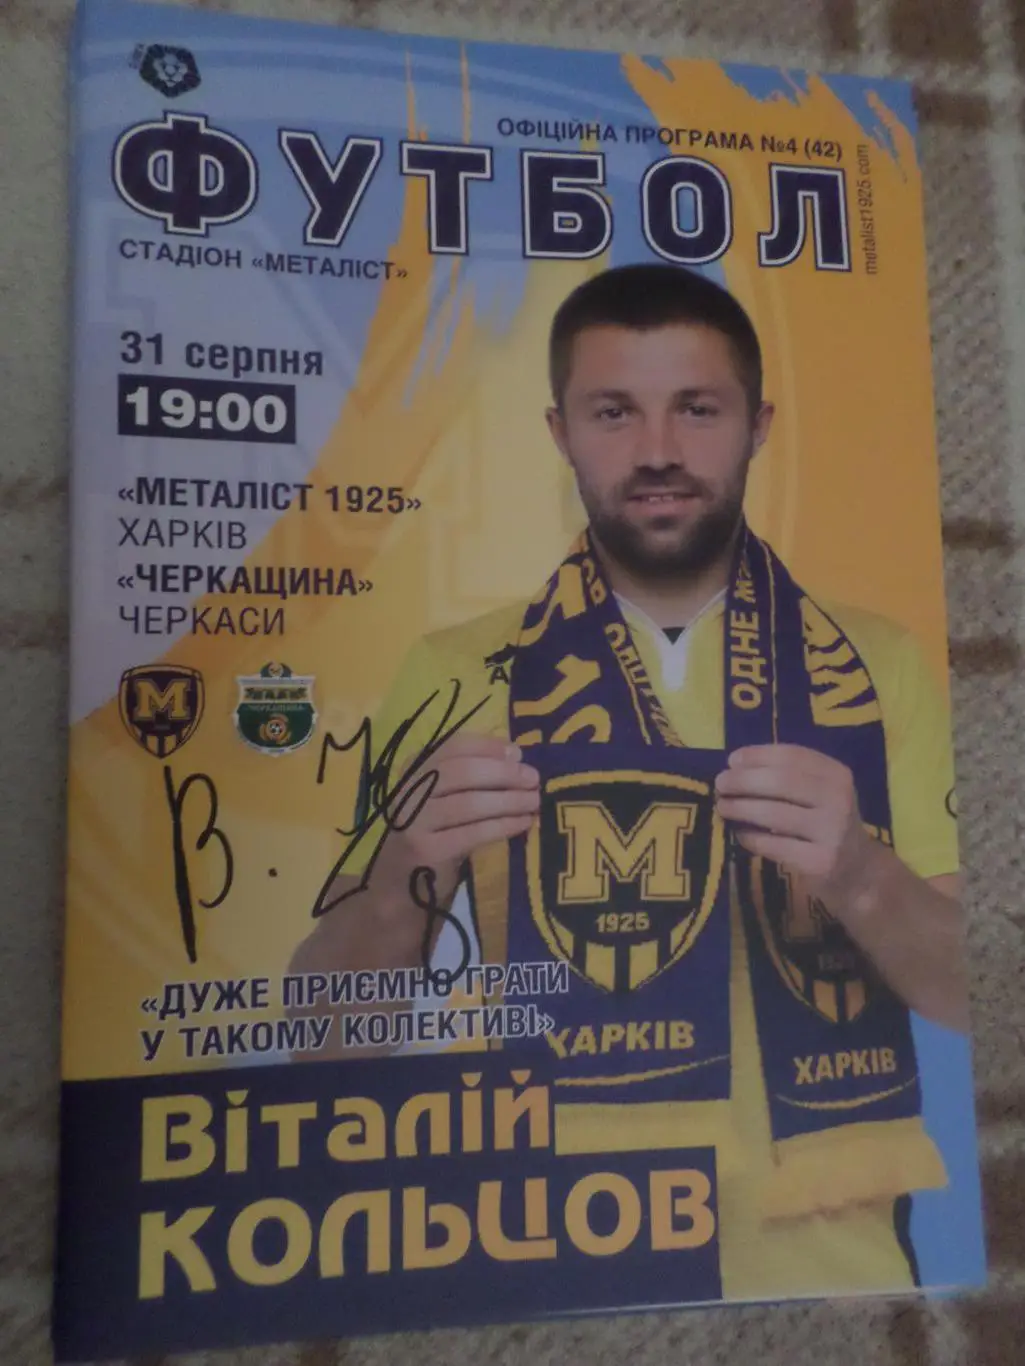 ОФІЦІЙНА ПРОГРАМА №4 (42)
ФУТБОЛ
metalist1925.com
СТАДІОН «МЕТАЛІСТ»
31 серпня
19:00
«МЕТАЛІСТ 1925»
ХАРКІВ
«ЧЕРКАЩИНА»
ЧЕРКАСИ
ОДНЕ
M
1925
ХАРКІВ
ХАРКІВ
В.
«ДУЖЕ ПРИЄМНО ГРАТИ
У ТАКОМУ КОЛЕКТИВІ»
Віталій
КОЛЬЦОВ